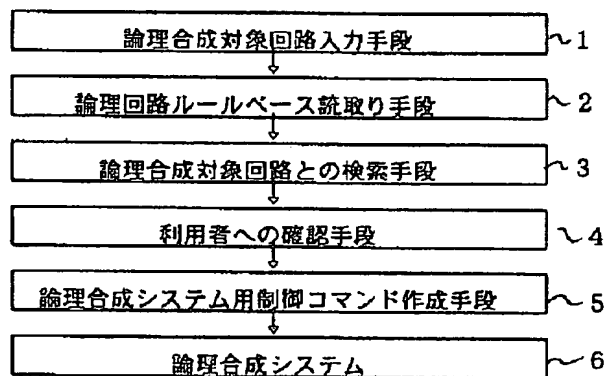 論理合成対象回路入力手段 1
論理回路ルールベース読取り手段 2
論理合成対象回路との検索手段 3
利用者への確認手段 4
論理合成システム用制御コマンド作成手段 5
論理合成システム 6